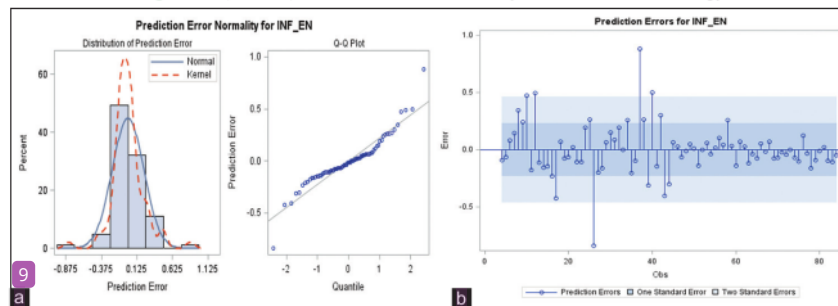 Prediction Error Normality for INF_EN
Distribution of Prediction Error
Normal
Kernel
60
40
20
0
Percent
-0.875
-0.375
0.125
0.625
1.125
Prediction Error
Q-Q Plot
1.0
0.5
0.0
-0.5
Prediction Error
-2
-1
0
1
2
Quantile
9
a
Prediction Errors for INF_EN
1.0
0.5
0.0
-0.5
Error
0
20
40
60
80
Obs
Prediction Errors
One Standard Error
Two Standard Errors
b